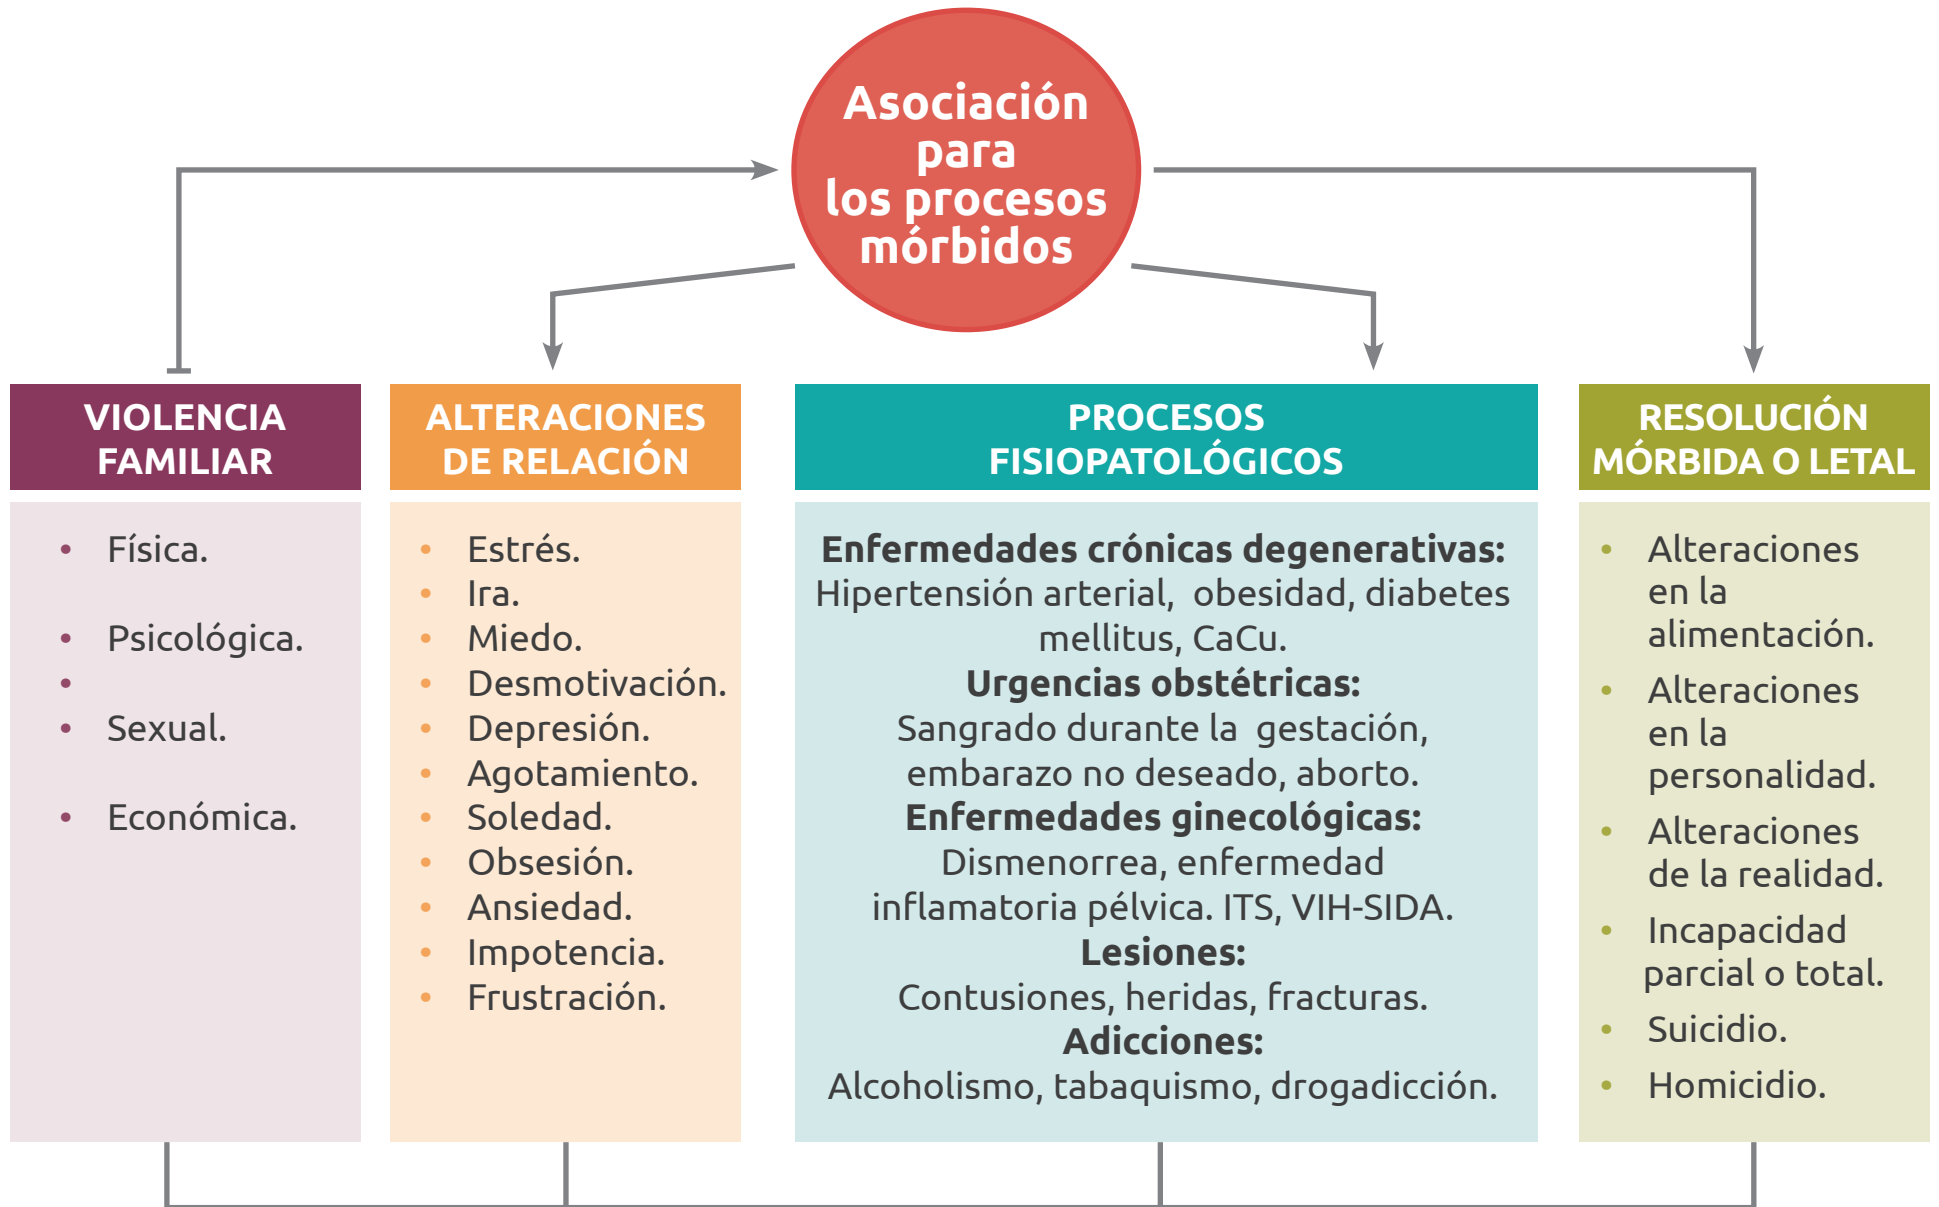 Asociación
para
los procesos
mórbidos
VIOLENCIA
FAMILIAR
• Física.
• Psicológica.
•
• Sexual.
• Económica.
ALTERACIONES
DE RELACIÓN
• Estrés.
• Ira.
• Miedo.
• Desmotivación.
• Depresión.
• Agotamiento.
• Soledad.
• Obsesión.
• Ansiedad.
• Impotencia.
• Frustración.
PROCESOS
FISIOPATOLÓGICOS
Enfermedades crónicas degenerativas:
Hipertensión arterial, obesidad, diabetes
mellitus, CaCu.
Urgencias obstétricas:
Sangrado durante la gestación,
embarazo no deseado, aborto.
Enfermedades ginecológicas:
Dismenorrea, enfermedad
inflamatoria pélvica. ITS, VIH-SIDA.
Lesiones:
Contusiones, heridas, fracturas.
Adicciones:
Alcoholismo, tabaquismo, drogadicción.
RESOLUCIÓN
MÓRBIDA O LETAL
• Alteraciones
en la
alimentación.
• Alteraciones
en la
personalidad.
• Alteraciones
de la realidad.
• Incapacidad
parcial o total.
• Suicidio.
• Homicidio.